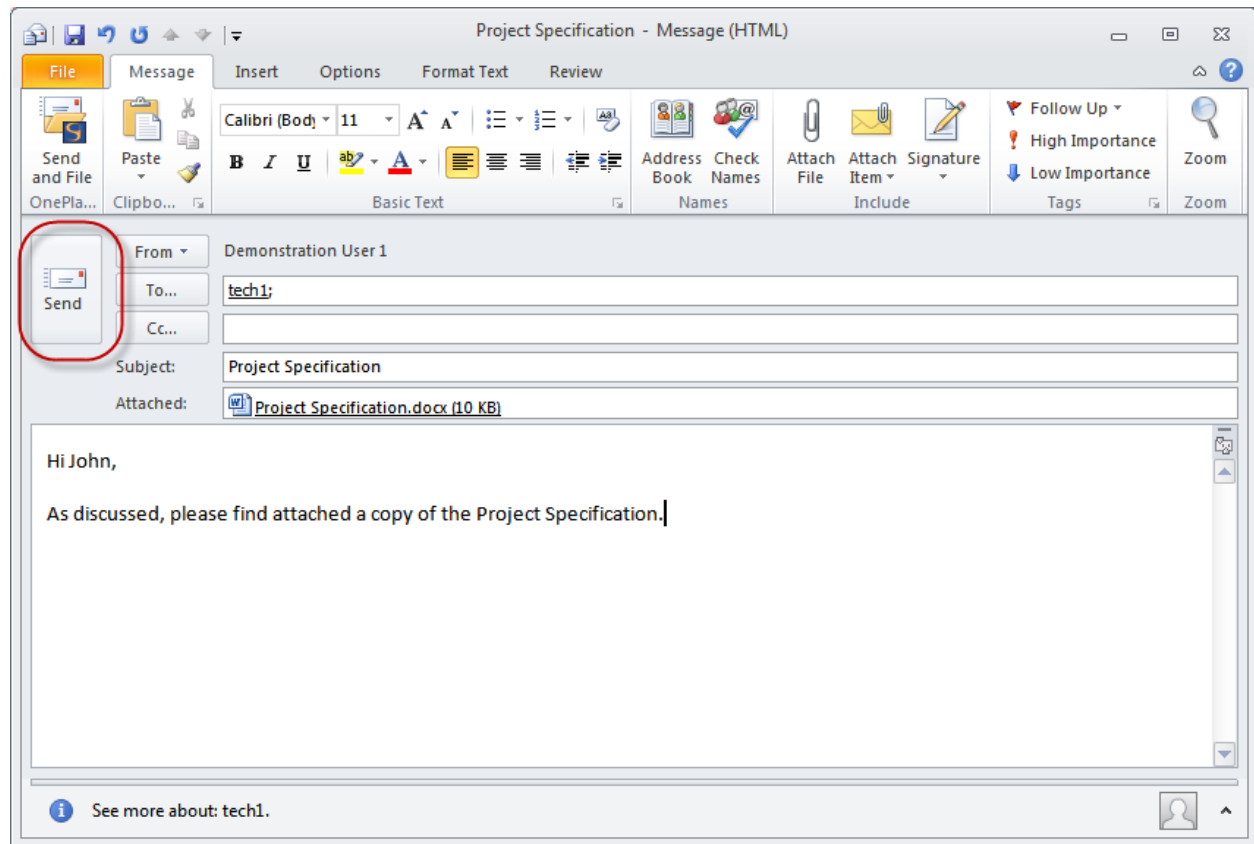 Project Specification - Message (HTML)
File Message Insert Options Format Text Review
Calibri (Body 11
Follow Up
High Importance
Low Importance
Send and File
Paste
B I U
Address Book
Check Names
Attach File
Attach Item
Signature
Zoom
OnePla... Clipbo... Basic Text Names Include Tags Zoom
From Demonstration User 1
Send
To... tech1;
Cc...
Subject: Project Specification
Attached: Project Specification.docx (10 KB)
Hi John,
As discussed, please find attached a copy of the Project Specification.
See more about: tech1.